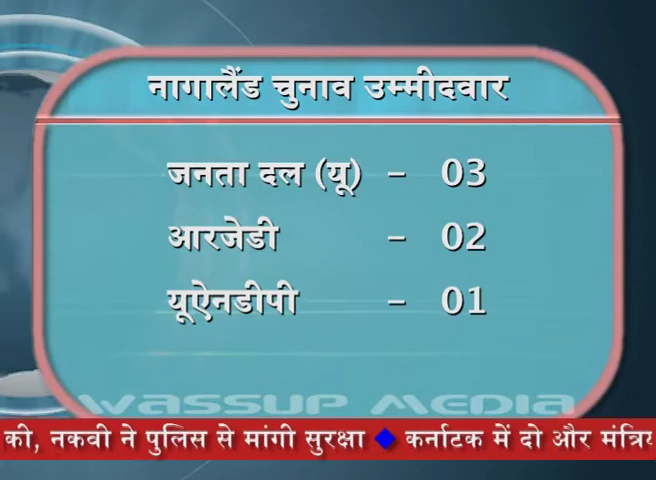 नागालैंड चुनाव उम्मीदवार
जनता दल (यू) - 03
आरजेडी - 02
यूऐनडीपी - 01
WASSUP MEDIA
की, नकवी ने पुलिस से मांगी सुरक्षा ◆ कर्नाटक में दो और